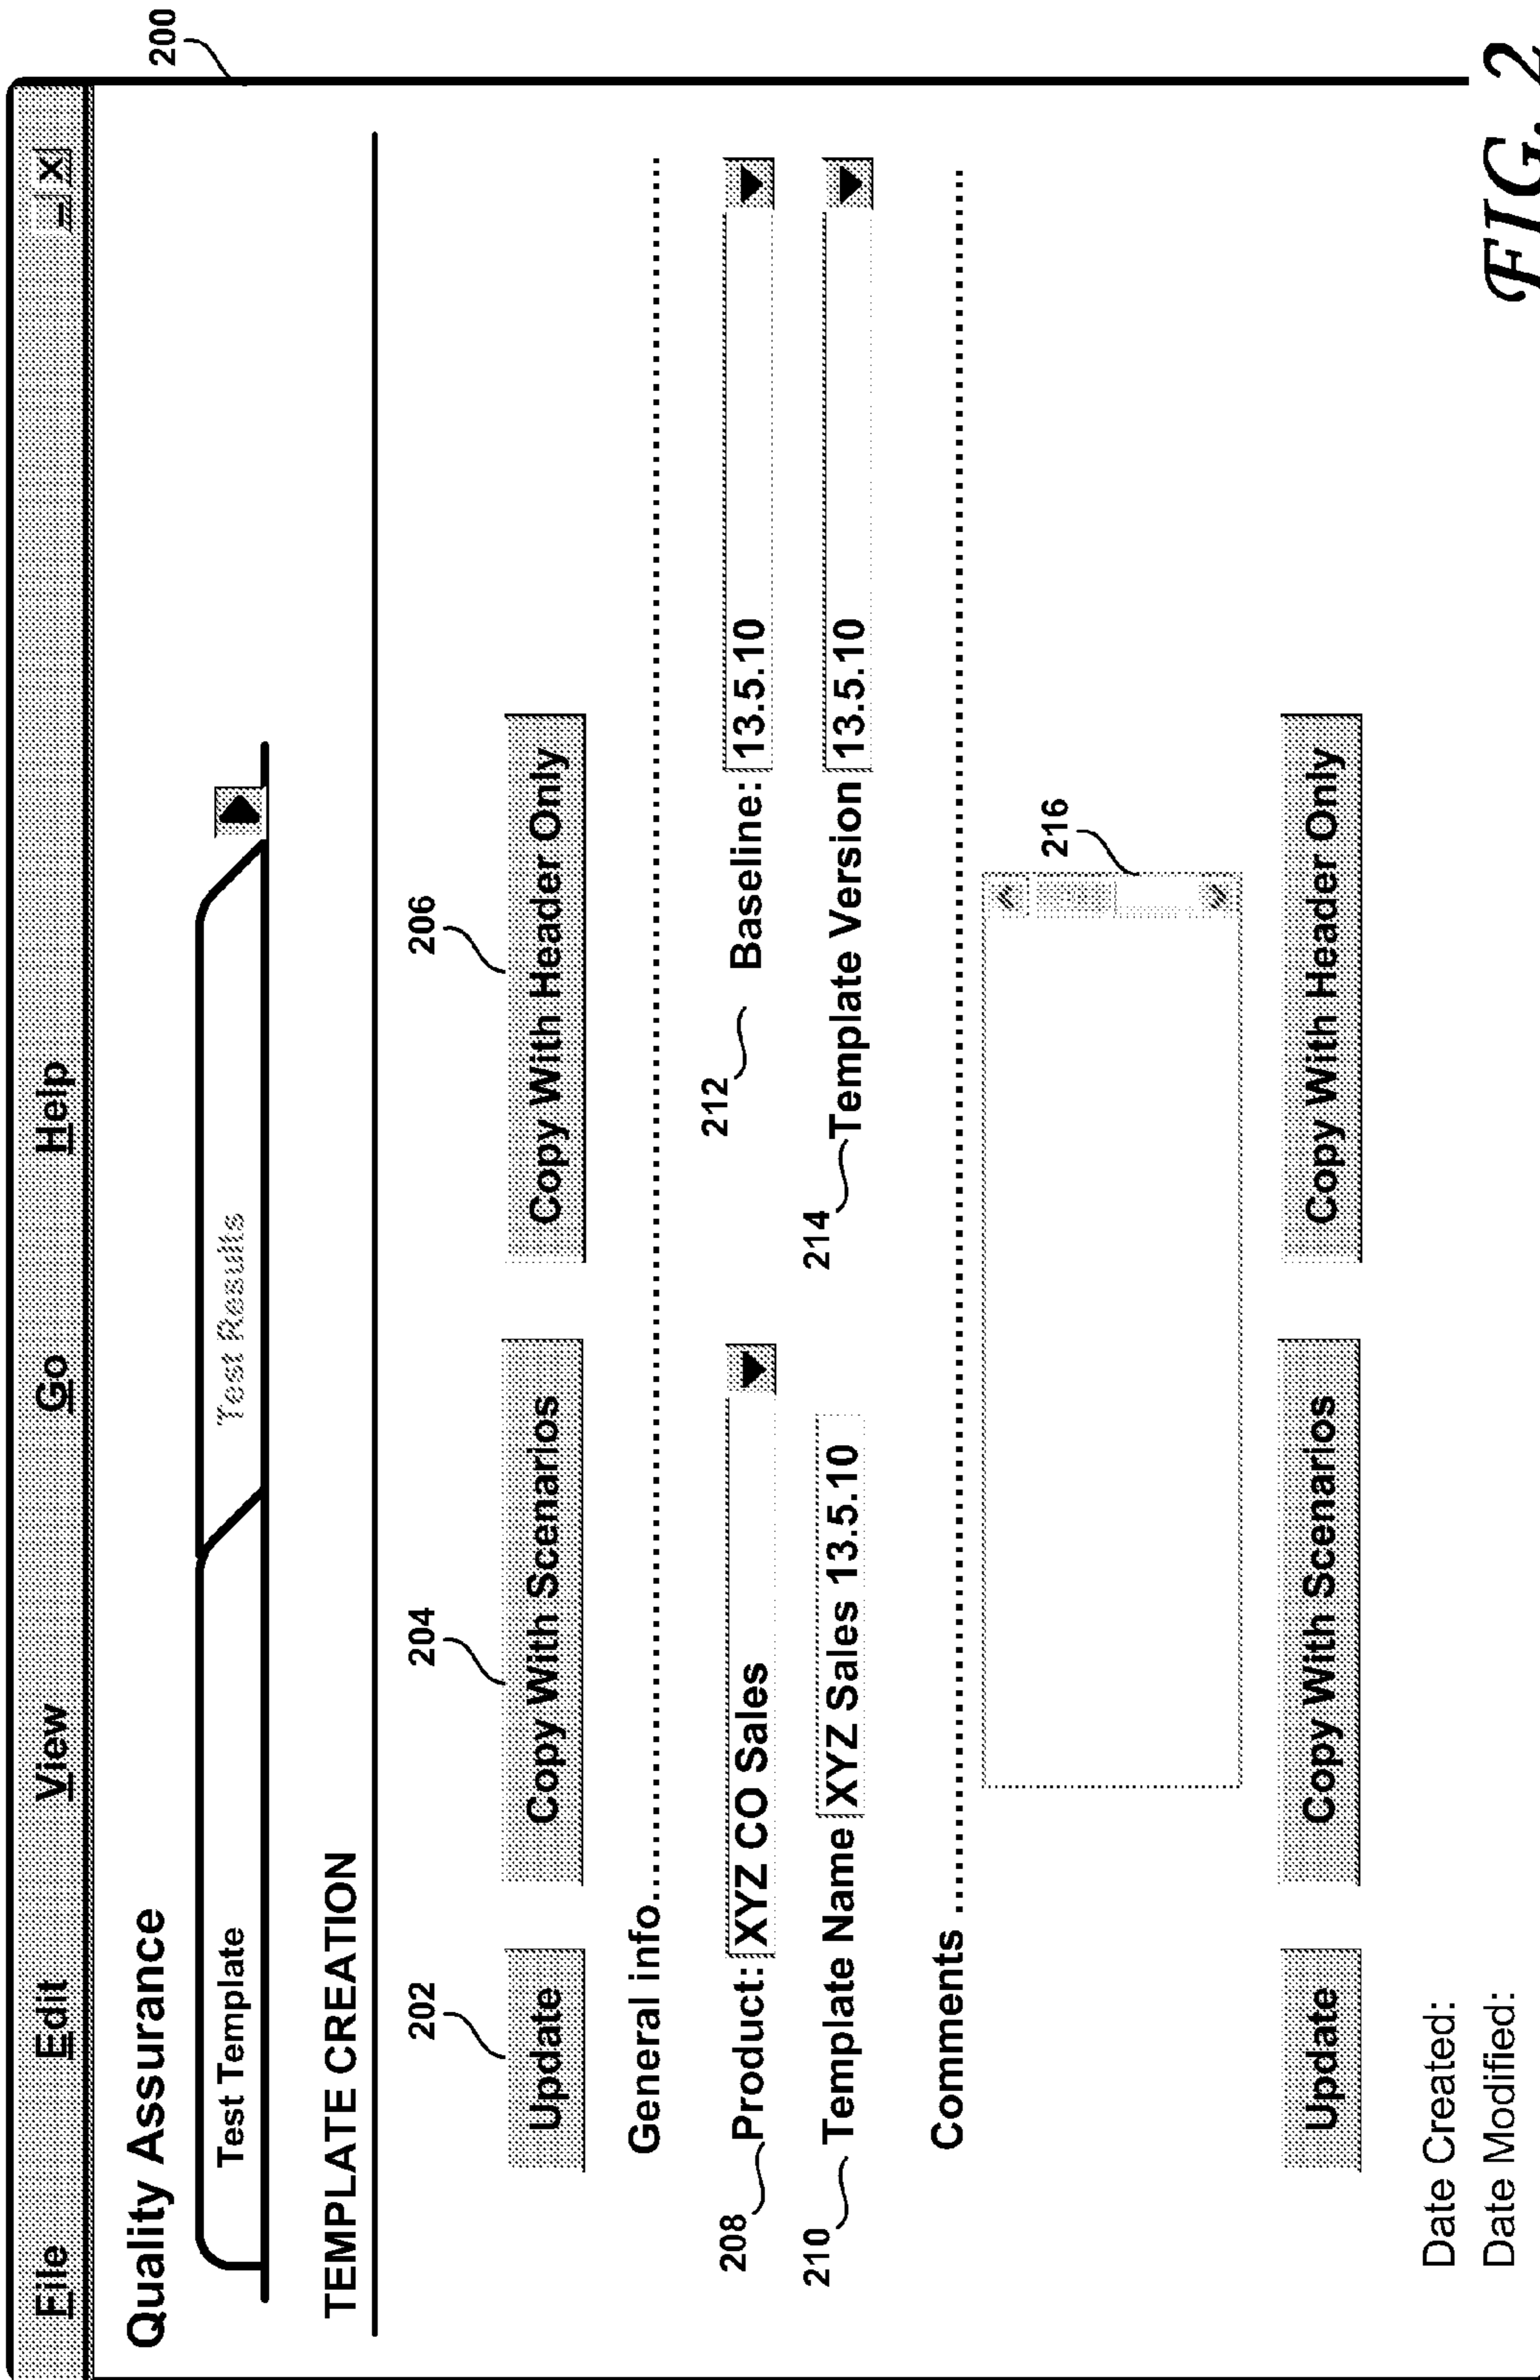 200
File Edit View Go Help – X
Quality Assurance
Test Template Test Results
TEMPLATE CREATION
202 204 206
Update Copy With Scenarios Copy With Header Only
General info
208 Product: XYZ CO Sales 212 Baseline: 13.5.10
210 Template Name XYZ Sales 13.5.10 214 Template Version 13.5.10
Comments
216
Update Copy With Scenarios Copy With Header Only
Date Created:
Date Modified:
FIG. 2